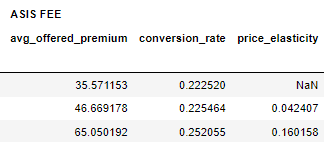 ASIS FEE
avg_offered_premium conversion_rate price_elasticity
35.571153 0.222520 NaN
46.669178 0.225464 0.042407
65.050192 0.252055 0.160158